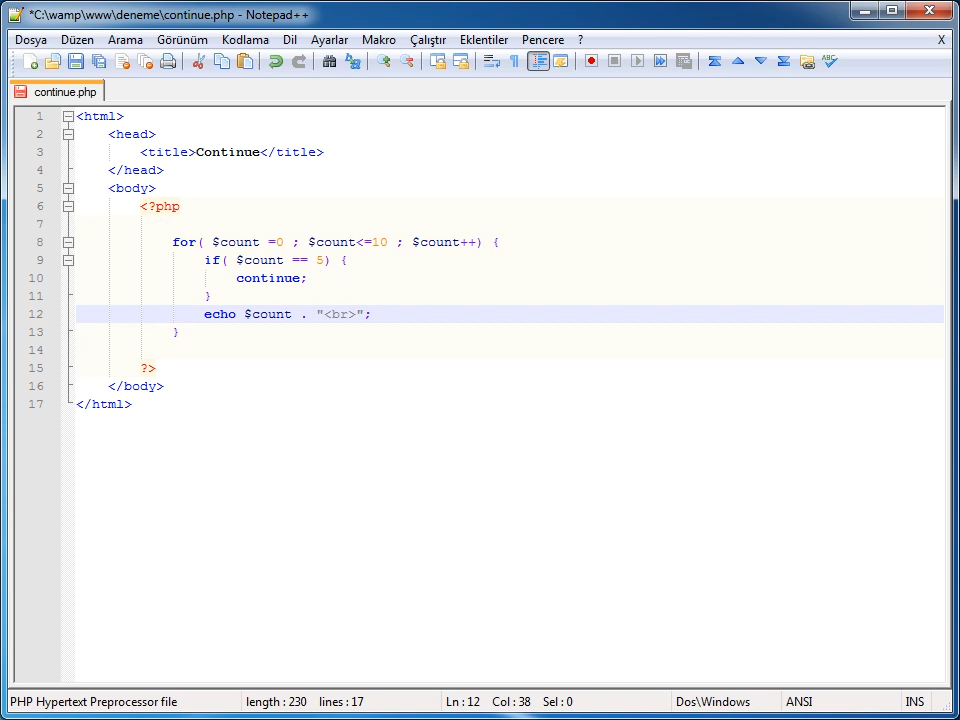 *C:\wamp\www\deneme\continue.php - Notepad++
Dosya Düzen Arama Görünüm Kodlama Dil Ayarlar Makro Çalıştır Eklentiler Pencere ? X
continue.php
1 <html>
2 <head>
3 <title>Continue</title>
4 </head>
5 <body>
6 <?php
7
8 for( $count =0 ; $count<=10 ; $count++) {
9 if( $count == 5) {
10 continue;
11 }
12 echo $count . "<br>";
13 }
14
15 ?>
16 </body>
17 </html>
PHP Hypertext Preprocessor file length : 230 lines : 17 Ln : 12 Col : 38 Sel : 0 Dos\Windows ANSI INS